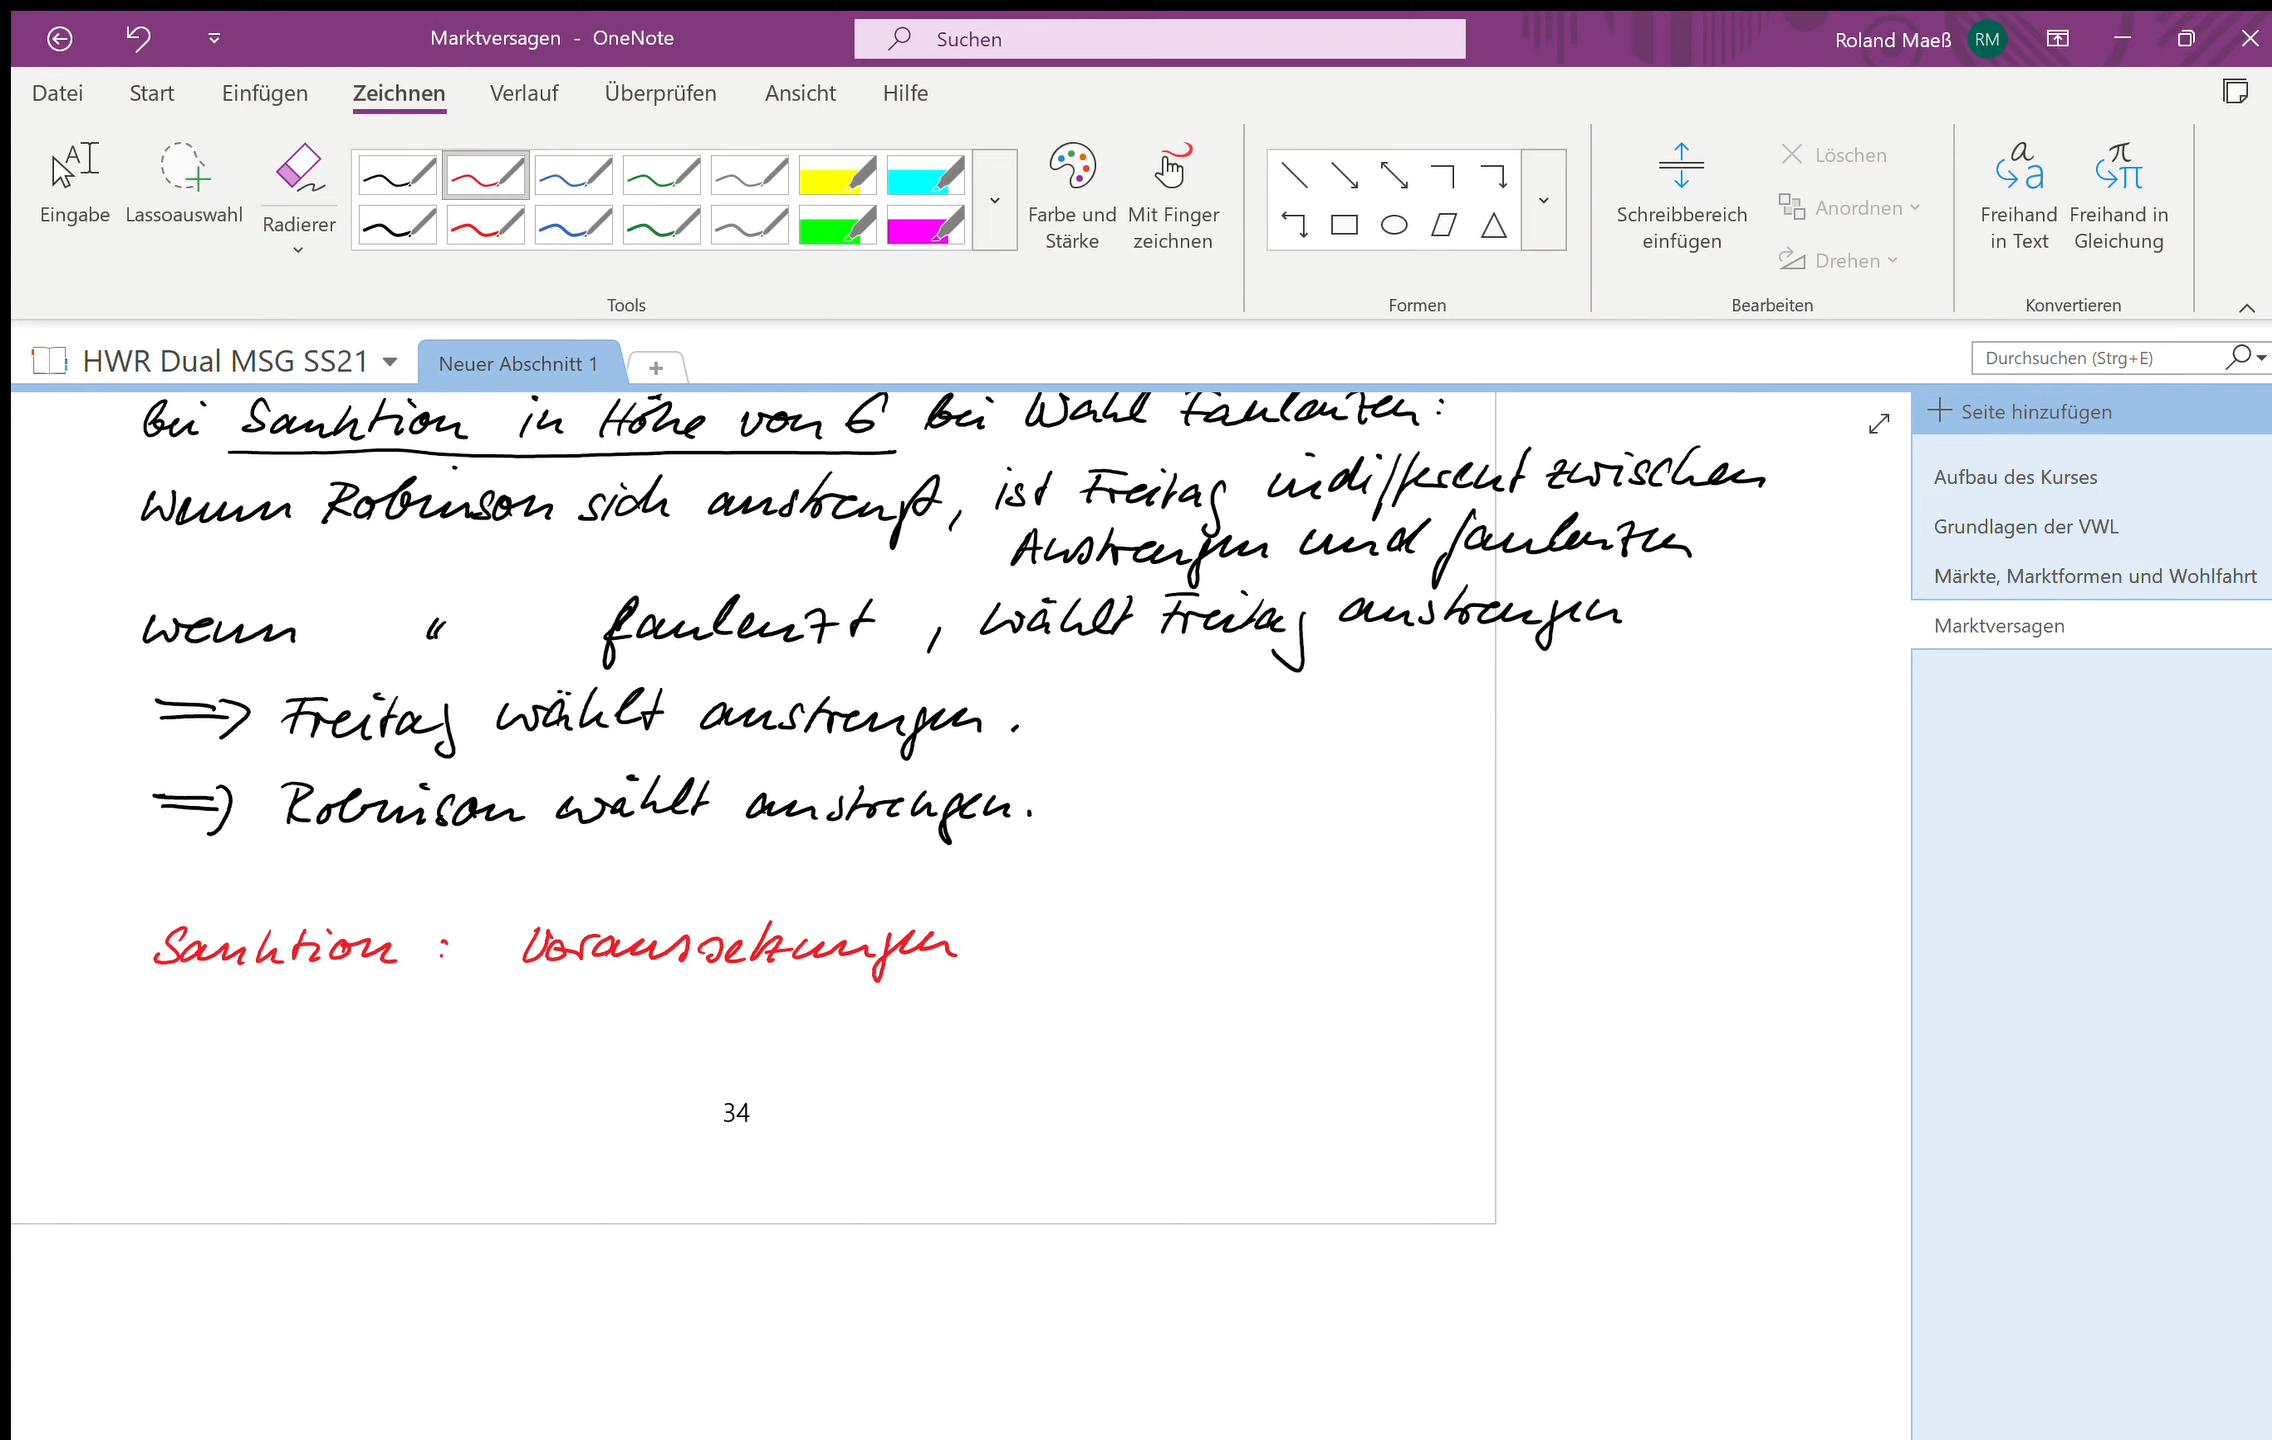 Marktversagen - OneNote
Suchen
Roland Maeß RM
Datei Start Einfügen Zeichnen Verlauf Überprüfen Ansicht Hilfe
Eingabe
Lassoauswahl
Radierer
Farbe und Stärke
Mit Finger zeichnen
Schreibbereich einfügen
Löschen
Anordnen
Drehen
Freihand in Text
Freihand in Gleichung
Tools Formen Bearbeiten Konvertieren
HWR Dual MSG SS21 Neuer Abschnitt 1 +
Durchsuchen (Strg+E)
Seite hinzufügen
Aufbau des Kurses
Grundlagen der VWL
Märkte, Marktformen und Wohlfahrt
Marktversagen
bei Sanktion in Höhe von 6 bei Wahl Faulenzen:
wenn Robinson sich anstrengt, ist Freitag indifferent zwischen
Anstrengen und faulenzen
wenn " faulenzt, wählt Freitag anstrengen
=> Freitag wählt anstrengen.
=> Robinson wählt anstrengen.
Sanktion: Voraussetzungen
34